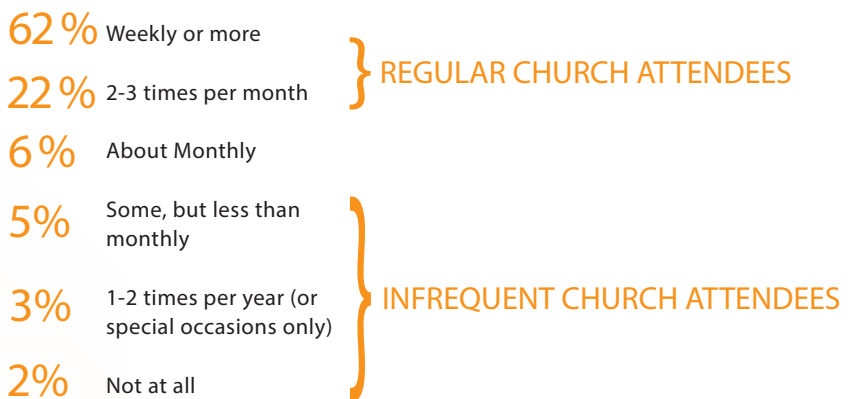 62 % Weekly or more
REGULAR CHURCH ATTENDEES
22 % 2-3 times per month
6 % About Monthly
5% Some, but less than
monthly
3% 1-2 times per year (or
special occasions only)
INFREQUENT CHURCH ATTENDEES
2% Not at all